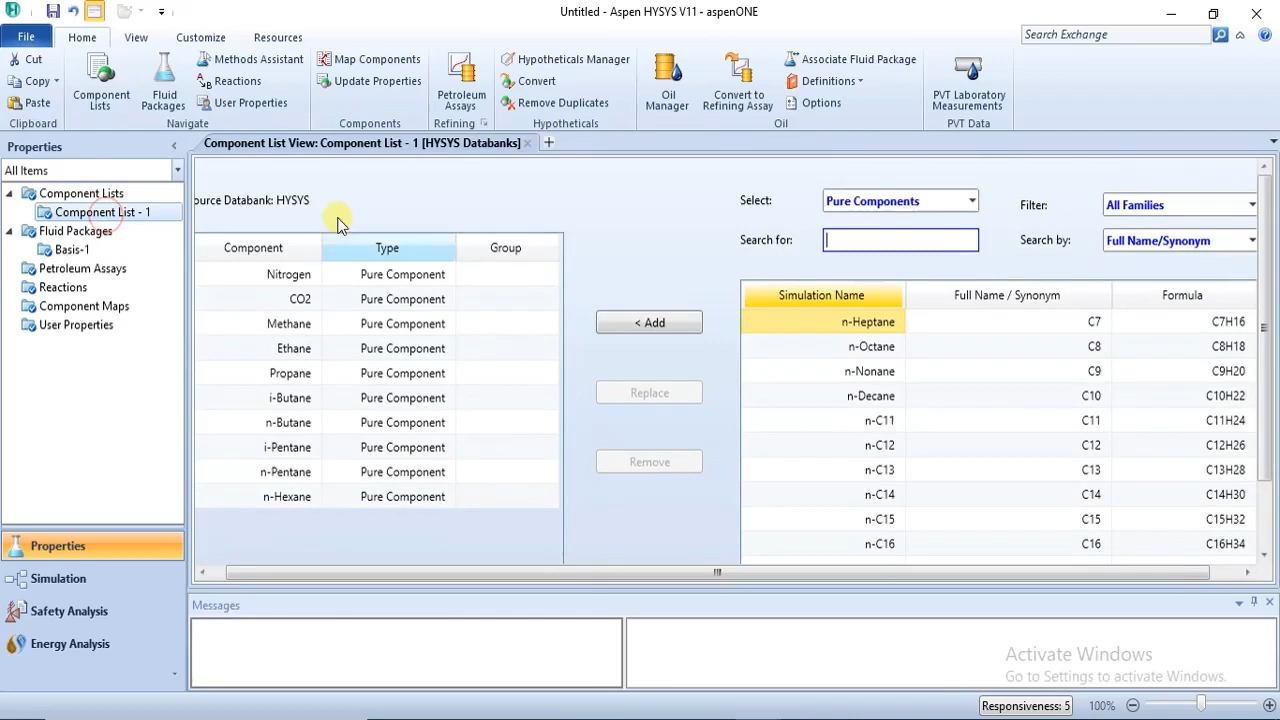 Untitled - Aspen HYSYS V11 - aspenONE
File Home View Customize Resources Search Exchange
Cut
Copy
Paste
Clipboard
Component Lists
Fluid Packages
Methods Assistant
Reactions
User Properties
Navigate
Map Components
Update Properties
Components
Petroleum Assays
Refining
Hypotheticals Manager
Convert
Remove Duplicates
Hypotheticals
Oil Manager
Convert to Refining Assay
Associate Fluid Package
Definitions
Options
Oil
PVT Laboratory Measurements
PVT Data
Properties
All Items
Component Lists
Component List - 1
Fluid Packages
Basis-1
Petroleum Assays
Reactions
Component Maps
User Properties
Properties
Simulation
Safety Analysis
Energy Analysis
Component List View: Component List - 1 [HYSYS Databanks]
ource Databank: HYSYS
Component Type Group
Nitrogen Pure Component
CO2 Pure Component
Methane Pure Component
Ethane Pure Component
Propane Pure Component
i-Butane Pure Component
n-Butane Pure Component
i-Pentane Pure Component
n-Pentane Pure Component
n-Hexane Pure Component
< Add
Replace
Remove
Select: Pure Components Filter: All Families
Search for: Search by: Full Name/Synonym
Simulation Name Full Name / Synonym Formula
n-Heptane C7 C7H16
n-Octane C8 C8H18
n-Nonane C9 C9H20
n-Decane C10 C10H22
n-C11 C11 C11H24
n-C12 C12 C12H26
n-C13 C13 C13H28
n-C14 C14 C14H30
n-C15 C15 C15H32
n-C16 C16 C16H34
Messages
Activate Windows
Go to Settings to activate Windows.
Responsiveness: 5 100%